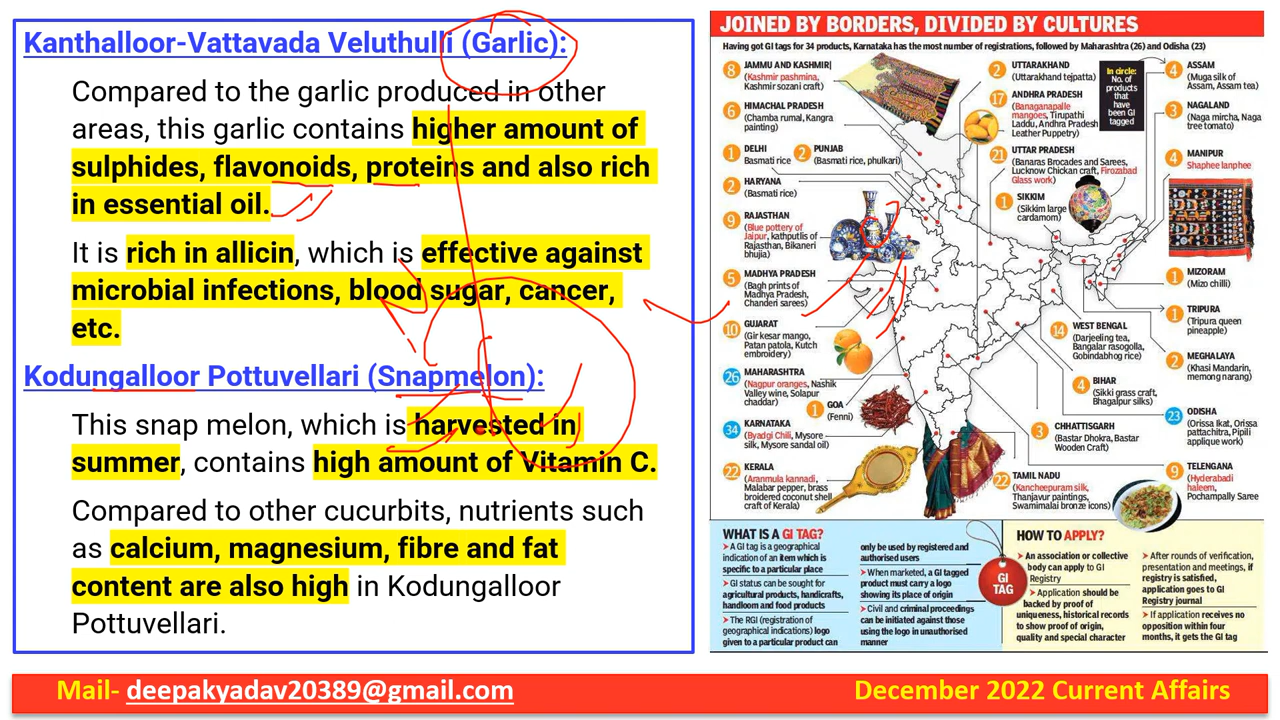 Kanthalloor-Vattavada Veluthulli (Garlic):
Compared to the garlic produced in other
areas, this garlic contains higher amount of
sulphides, flavonoids, proteins and also rich
in essential oil.
It is rich in allicin, which is effective against
microbial infections, blood sugar, cancer,
etc.
Kodungalloor Pottuvellari (Snapmelon):
This snap melon, which is harvested in
summer, contains high amount of Vitamin C.
Compared to other cucurbits, nutrients such
as calcium, magnesium, fibre and fat
content are also high in Kodungalloor
Pottuvellari.
JOINED BY BORDERS, DIVIDED BY CULTURES
Having got GI tags for 34 products, Karnataka has the most number of registrations, followed by Maharashtra (26) and Odisha (23)
8
JAMMU AND KASHMIR|
(Kashmir pashmina,
Kashmir sozani craft)
6
HIMACHAL PRADESH
(Chamba rumal, Kangra
painting)
1
DELHI
Basmati rice
2
PUNJAB
(Basmati rice, phulkari)
2
HARYANA
(Basmati rice)
9
RAJASTHAN
(Blue pottery of
Jaipur, kathputlis of
Rajasthan, Bikaneri
bhujia)
5
MADHYA PRADESH
(Bagh prints of
Madhya Pradesh,
Chanderi sarees)
10
GUJARAT
(Gir kesar mango,
Patan patola, Kutch
embroidery)
26
MAHARASHTRA
(Nagpur oranges, Nashik
Valley wine, Solapur
chaddar)
1
GOA
(Fenni)
34
KARNATAKA
(Byadgi Chili, Mysore
silk, Mysore sandal oil)
22
KERALA
(Aranmula kannadi,
Malabar pepper, brass
broidered coconut shell
craft of Kerala)
2
UTTARAKHAND
(Uttarakhand tejpatta)
17
ANDHRA PRADESH
(Banaganapalle
mangoes, Tirupathi
Laddu, Andhra Pradesh
Leather Puppetry)
21
UTTAR PRADESH
(Banaras Brocades and Sarees,
Lucknow Chickan craft, Firozabad
Glass work)
1
SIKKIM
(Sikkim large
cardamom)
In circle:
No. of
products
that
have
been GI
tagged
4
ASSAM
(Muga silk of
Assam, Assam tea)
3
NAGALAND
(Naga mircha, Naga
tree tomato)
4
MANIPUR
Shaphee lanphee
1
MIZORAM
(Mizo chilli)
1
TRIPURA
(Tripura queen
pineapple)
2
MEGHALAYA
(Khasi Mandarin,
memong narang)
14
WEST BENGAL
(Darjeeling tea,
Bangalar rasogolla,
Gobindabhog rice)
4
BIHAR
(Sikki grass craft,
Bhagalpur silks)
23
ODISHA
(Orissa Ikat, Orissa
pattachitra, Pipili
applique work)
3
CHHATTISGARH
(Bastar Dhokra, Bastar
Wooden Craft)
9
TELENGANA
(Hyderabadi
haleem,
Pochampally Saree
22
TAMIL NADU
(Kancheepuram silk,
Thanjavur paintings,
Swamimalai bronze icons)
WHAT IS A GI TAG?
A GI tag is a geographical
indication of an item which is
specific to a particular place
GI status can be sought for
agricultural products, handicrafts,
handloom and food products
The RGI (registration of
geographical indications) logo
given to a particular product can
only be used by registered and
authorised users
When marketed, a GI tagged
product must carry a logo
showing its place of origin
Civil and criminal proceedings
can be initiated against those
using the logo in unauthorised
manner
GI
TAG
HOW TO APPLY?
An association or collective
body can apply to GI
Registry
Application should be
backed by proof of
uniqueness, historical records
to show proof of origin,
quality and special character
After rounds of verification,
presentation and meetings, if
registry is satisfied,
application goes to GI
Registry journal
If application receives no
opposition within four
months, it gets the GI tag
Mail- deepakyadav20389@gmail.com
December 2022 Current Affairs